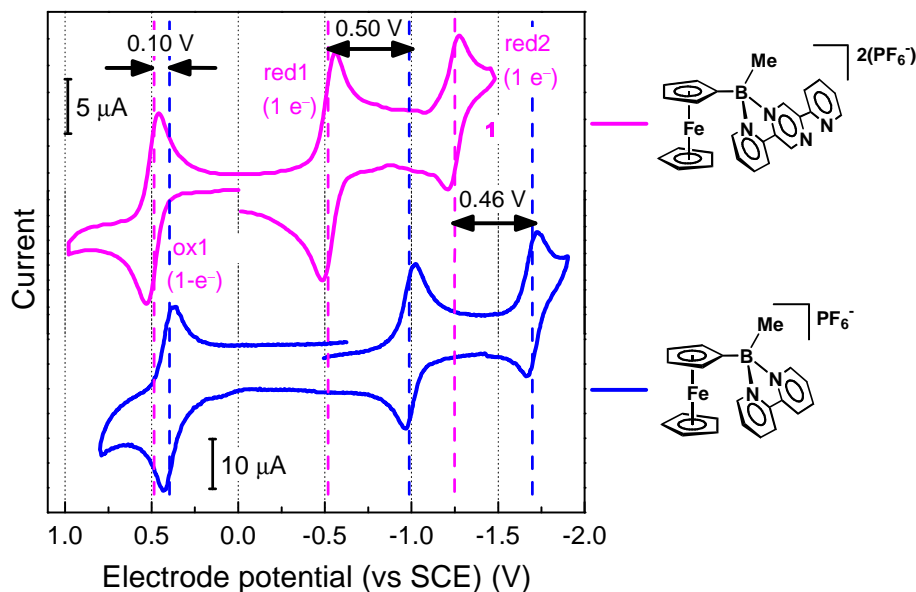 0.10 V
0.50 V
red2
(1 e⁻)
red1
(1 e⁻)
5 μA
1
0.46 V
ox1
(1-e⁻)
10 μA
Current
1.0 0.5 0.0 -0.5 -1.0 -1.5 -2.0
Electrode potential (vs SCE) (V)
2(PF₆⁻)
Me
B
N
N
N
N
Fe
PF₆⁻
Me
B
N
N
Fe